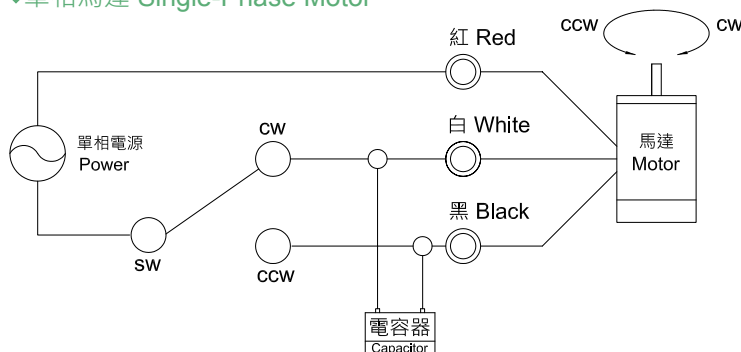 單相馬達 Single-Phase Motor
紅 Red
CCW
CW
白 White
CW
單相電源
Power
馬達
Motor
黑 Black
SW
CCW
電容器
Capacitor